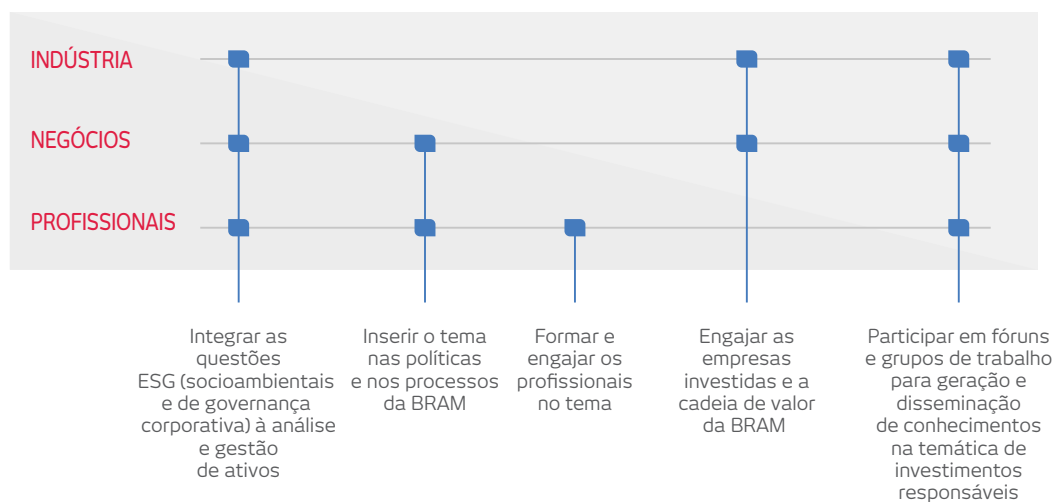 INDÚSTRIA
NEGÓCIOS
PROFISSIONAIS
Integrar as
questões
ESG (socioambientais
e de governança
corporativa) à análise
e gestão
de ativos
Inserir o tema
nas políticas
e nos processos
da BRAM
Formar e
engajar os
profissionais
no tema
Engajar as
empresas
investidas e a
cadeia de valor
da BRAM
Participar em fóruns
e grupos de trabalho
para geração e
disseminação
de conhecimentos
na temática de
investimentos
responsáveis